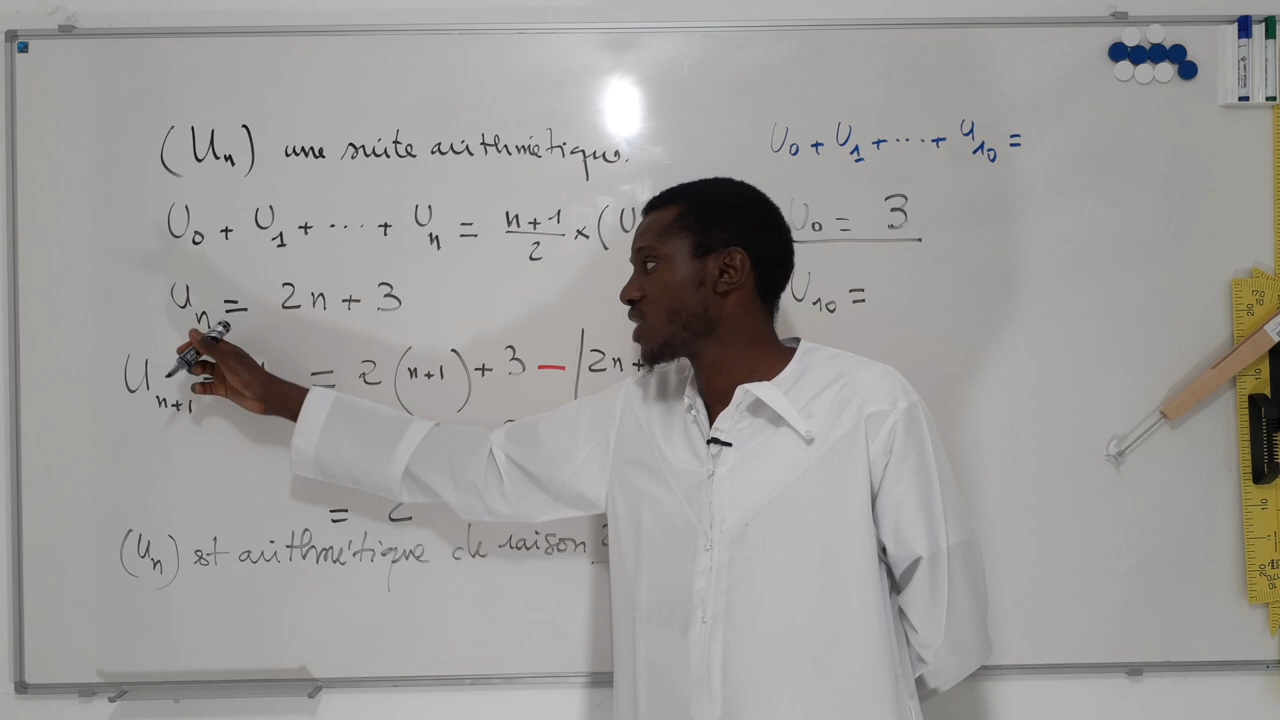 (Un) une suite arithmétique.
U0 + U1 + ... + U10 =
U0 + U1 + ... + Un = n+1/2 × (U
U0 = 3
Un = 2n + 3
U10 =
Un+1 = 2(n+1) + 3 - (2n +
= 2
(Un) est arithmétique de raison 2